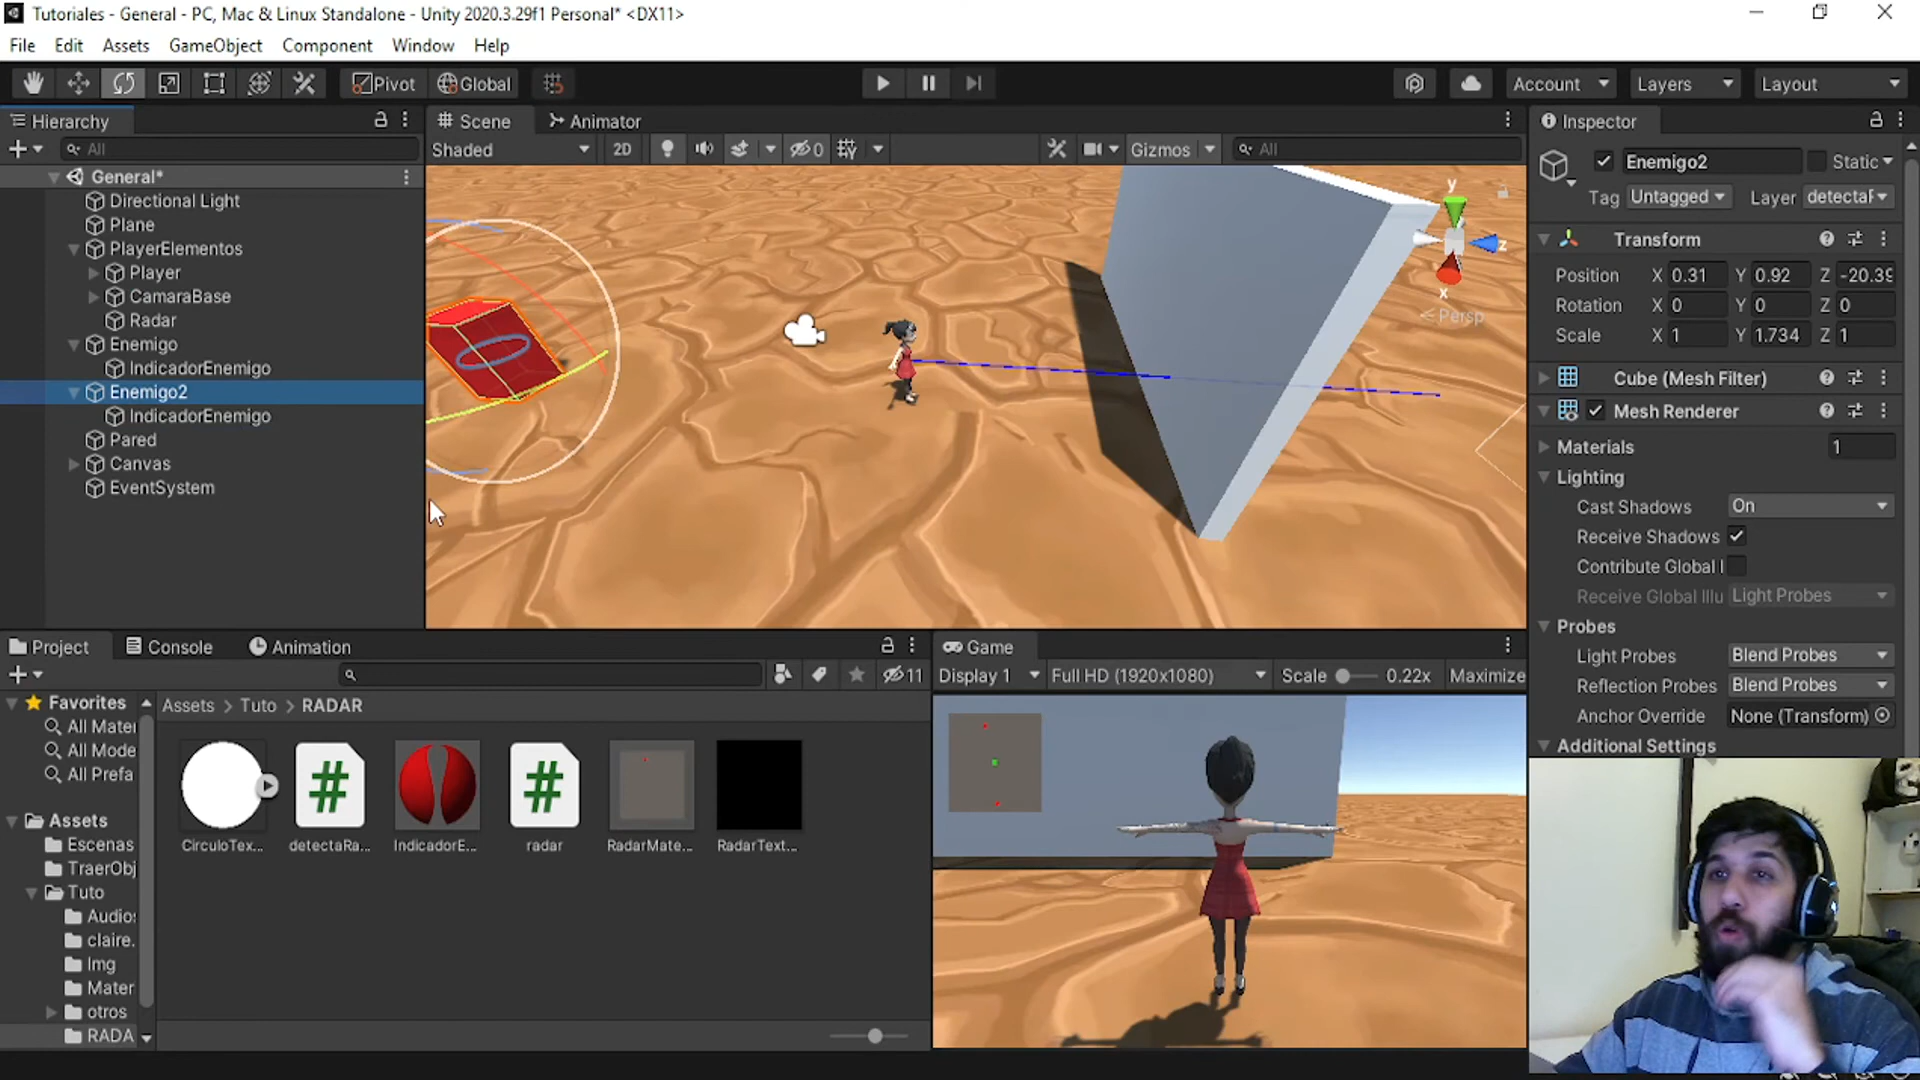 Tutoriales - General - PC, Mac & Linux Standalone - Unity 2020.3.29f1 Personal* <DX11>
File Edit Assets GameObject Component Window Help
Pivot Global Account Layers Layout
Hierarchy
All
General*
Directional Light
Plane
PlayerElementos
Player
CamaraBase
Radar
Enemigo
IndicadorEnemigo
Enemigo2
IndicadorEnemigo
Pared
Canvas
EventSystem
Scene Animator
Shaded 2D 0 Gizmos All
y
z
x
Persp
Inspector
Enemigo2 Static
Tag Untagged Layer detectaF
Transform
Position X 0.31 Y 0.92 Z -20.39
Rotation X 0 Y 0 Z 0
Scale X 1 Y 1.734 Z 1
Cube (Mesh Filter)
Mesh Renderer
Materials 1
Lighting
Cast Shadows On
Receive Shadows
Contribute Global I
Receive Global Illu Light Probes
Probes
Light Probes Blend Probes
Reflection Probes Blend Probes
Anchor Override None (Transform)
Additional Settings
Project Console Animation
11
Favorites
All Mater
All Mode
All Prefa
Assets
Escenas
TraerObj
Tuto
Audio
claire.
Img
Mater
otros
RADA
Assets > Tuto > RADAR
CirculoTex... detectaRa... IndicadorE... radar RadarMate... RadarText...
Game
Display 1 Full HD (1920x1080) Scale 0.22x Maximize